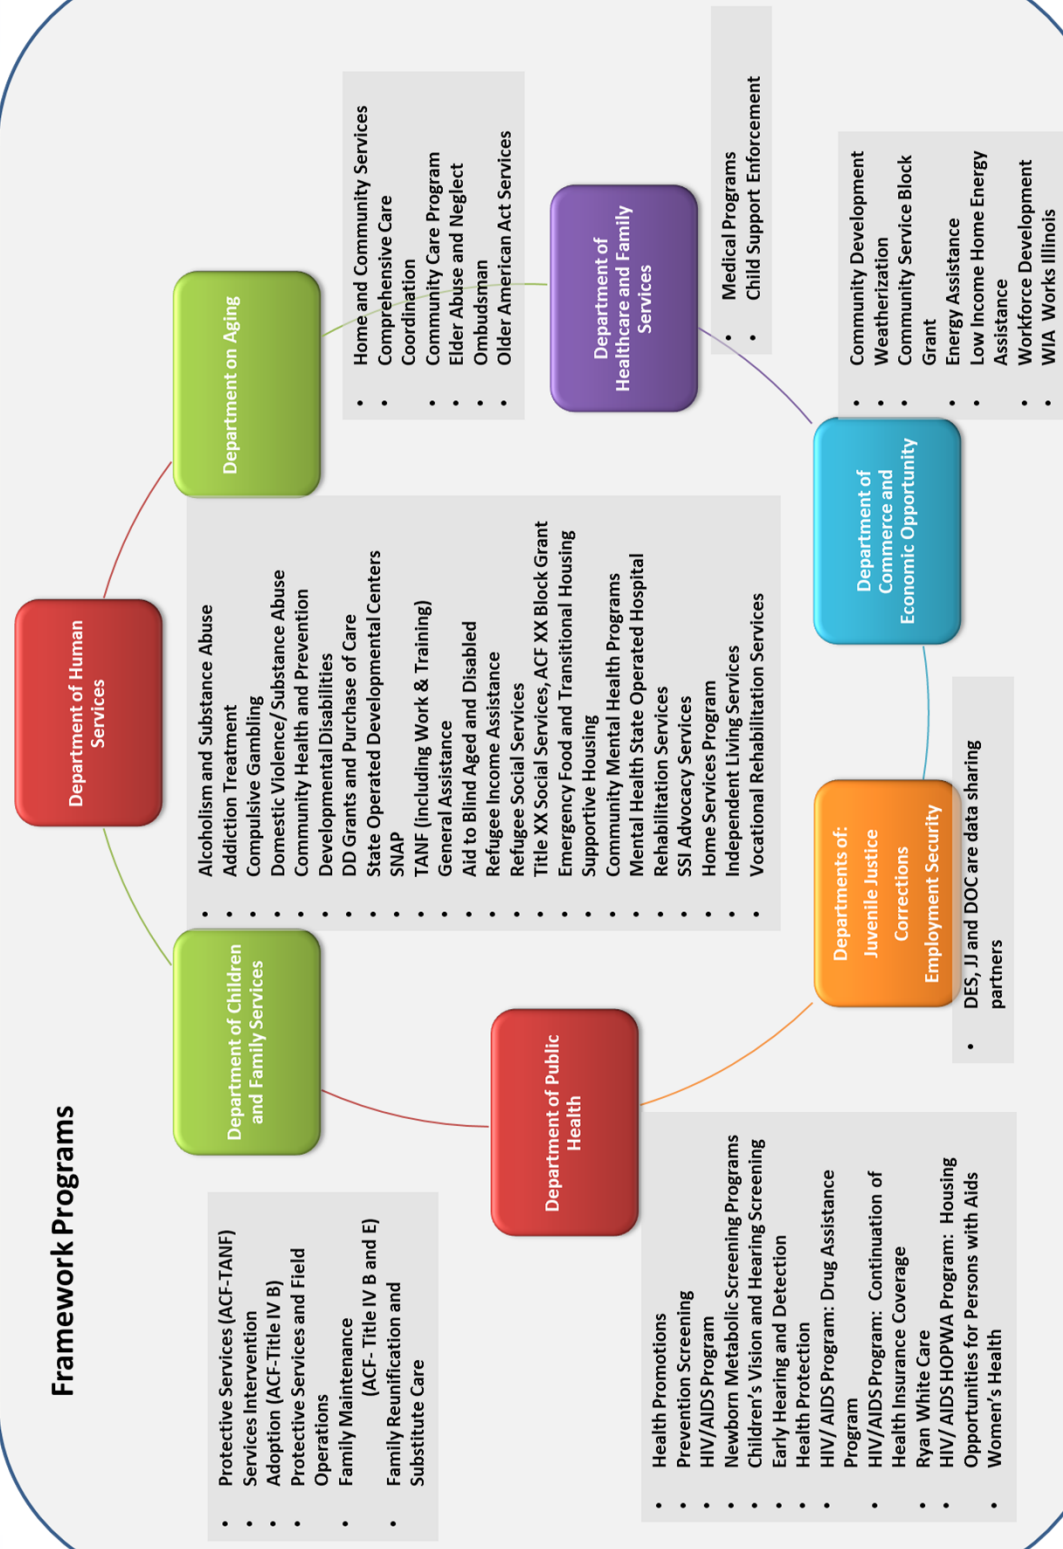 Framework Programs
Department of Human
Services
Alcoholism and Substance Abuse
Addiction Treatment
Compulsive Gambling
Domestic Violence/ Substance Abuse
Community Health and Prevention
Developmental Disabilities
DD Grants and Purchase of Care
State Operated Developmental Centers
SNAP
TANF (including Work & Training)
General Assistance
Aid to Blind Aged and Disabled
Refugee Income Assistance
Refugee Social Services
Title XX Social Services, ACF XX Block Grant
Emergency Food and Transitional Housing
Supportive Housing
Community Mental Health Programs
Mental Health State Operated Hospital
Rehabilitation Services
SSI Advocacy Services
Home Services Program
Independent Living Services
Vocational Rehabilitation Services
Department on Aging
Home and Community Services
Comprehensive Care
Coordination
Community Care Program
Elder Abuse and Neglect
Ombudsman
Older American Act Services
Department of
Healthcare and Family
Services
Medical Programs
Child Support Enforcement
Department of
Commerce and
Economic Opportunity
Community Development
Weatherization
Community Service Block
Grant
Energy Assistance
Low Income Home Energy
Assistance
Workforce Development
WIA Works Illinois
Departments of:
Juvenile Justice
Corrections
Employment Security
DES, JJ and DOC are data sharing
partners
Department of Public
Health
Health Promotions
Prevention Screening
HIV/AIDS Program
Newborn Metabolic Screening Programs
Children's Vision and Hearing Screening
Early Hearing and Detection
Health Protection
HIV/ AIDS Program: Drug Assistance
Program
HIV/AIDS Program: Continuation of
Health Insurance Coverage
Ryan White Care
HIV/ AIDS HOPWA Program: Housing
Opportunities for Persons with Aids
Women's Health
Department of Children
and Family Services
Protective Services (ACF-TANF)
Services Intervention
Adoption (ACF-Title IV B)
Protective Services and Field
Operations
Family Maintenance
(ACF- Title IV B and E)
Family Reunification and
Substitute Care